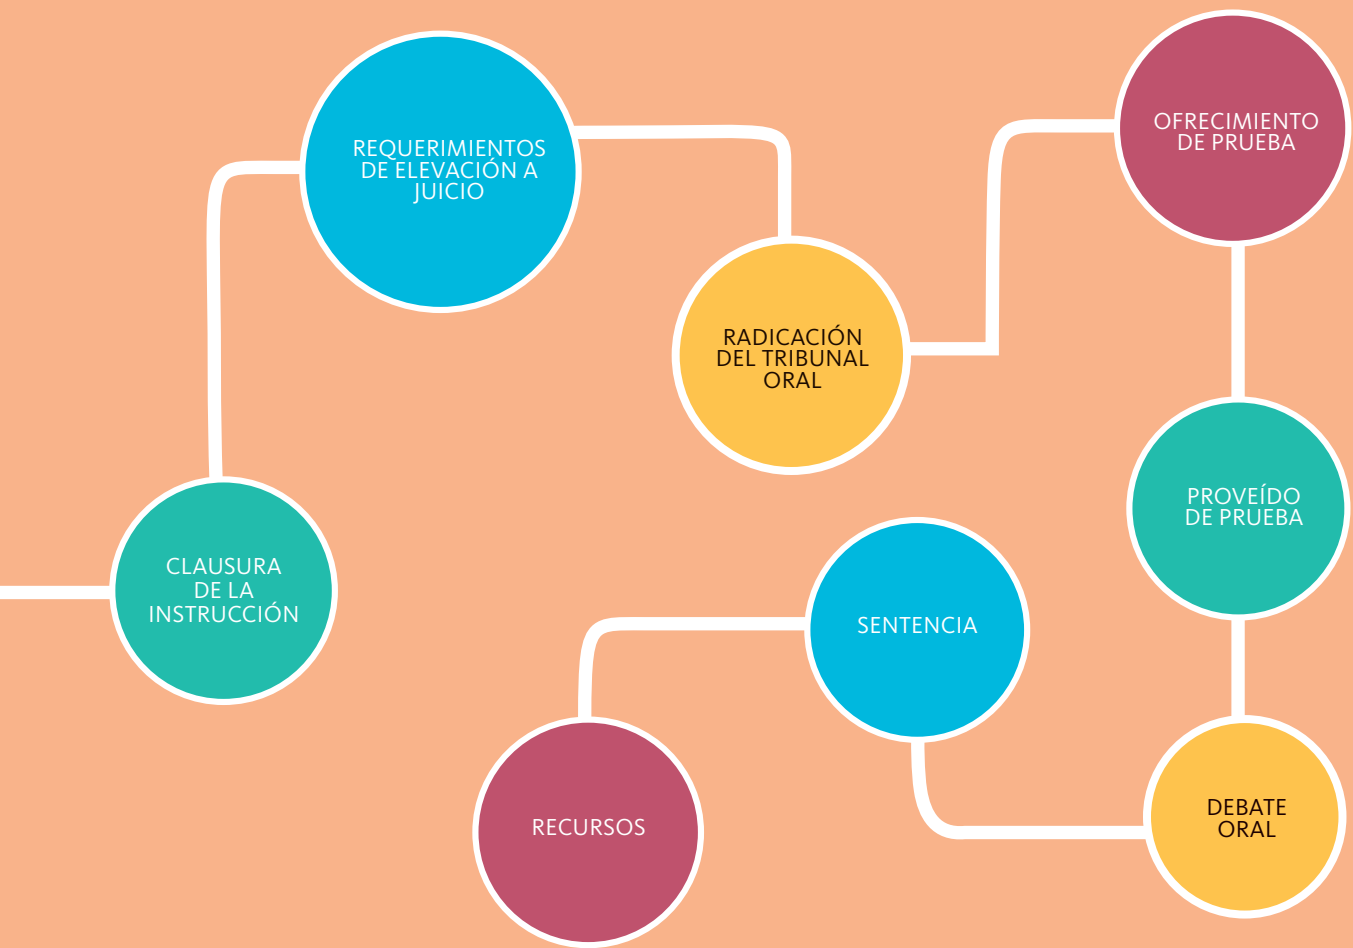 CLAUSURA
DE LA
INSTRUCCIÓN
REQUERIMIENTOS
DE ELEVACIÓN A
JUICIO
RADICACIÓN
DEL TRIBUNAL
ORAL
OFRECIMIENTO
DE PRUEBA
PROVEÍDO
DE PRUEBA
DEBATE
ORAL
SENTENCIA
RECURSOS